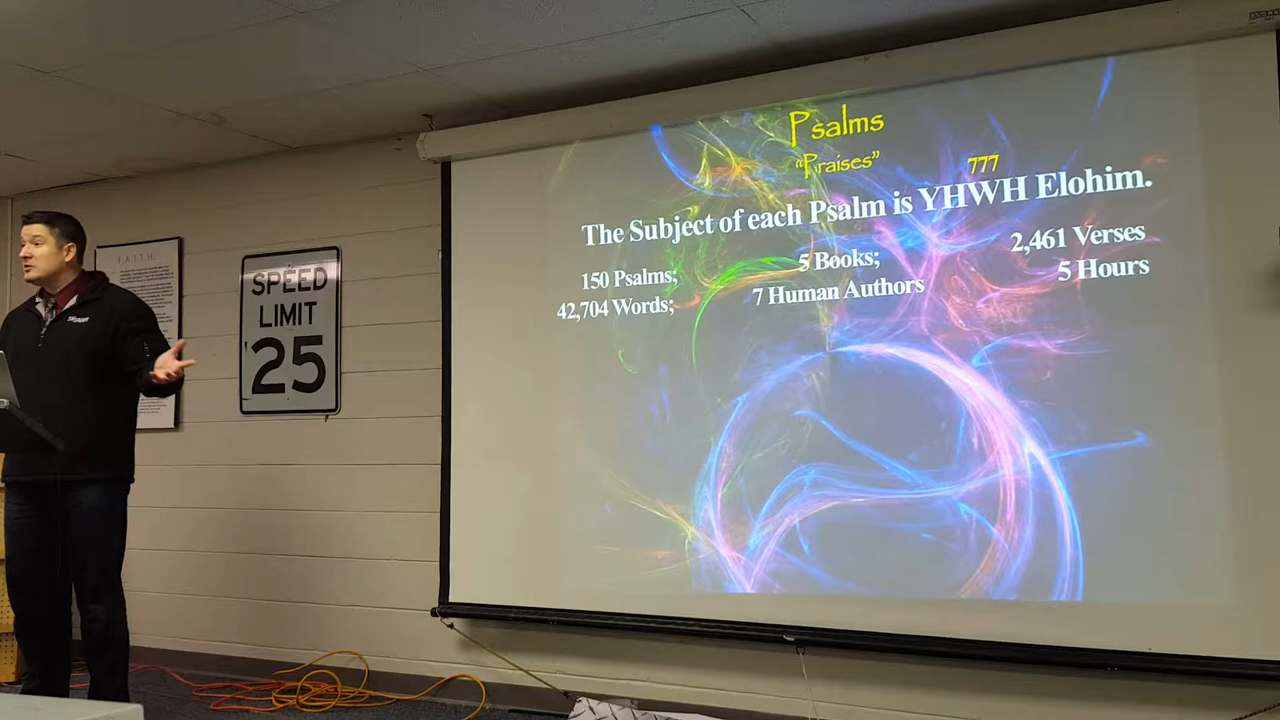 F.A.I.T.H.
SPEED
LIMIT
25
Psalms
"Praises"
777
The Subject of each Psalm is YHWH Elohim.
150 Psalms;
5 Books;
2,461 Verses
42,704 Words;
7 Human Authors
5 Hours